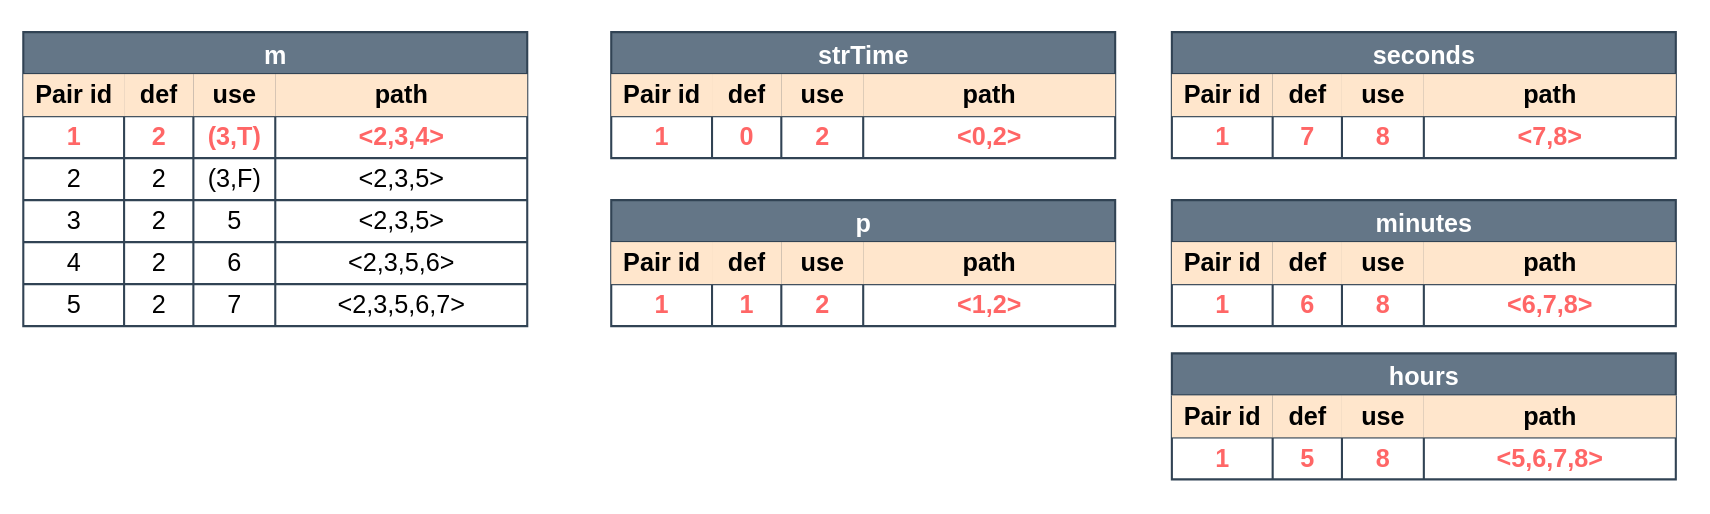 m
Pair id def use path
1 2 (3,T) <2,3,4>
2 2 (3,F) <2,3,5>
3 2 5 <2,3,5>
4 2 6 <2,3,5,6>
5 2 7 <2,3,5,6,7>
strTime
Pair id def use path
1 0 2 <0,2>
p
Pair id def use path
1 1 2 <1,2>
seconds
Pair id def use path
1 7 8 <7,8>
minutes
Pair id def use path
1 6 8 <6,7,8>
hours
Pair id def use path
1 5 8 <5,6,7,8>